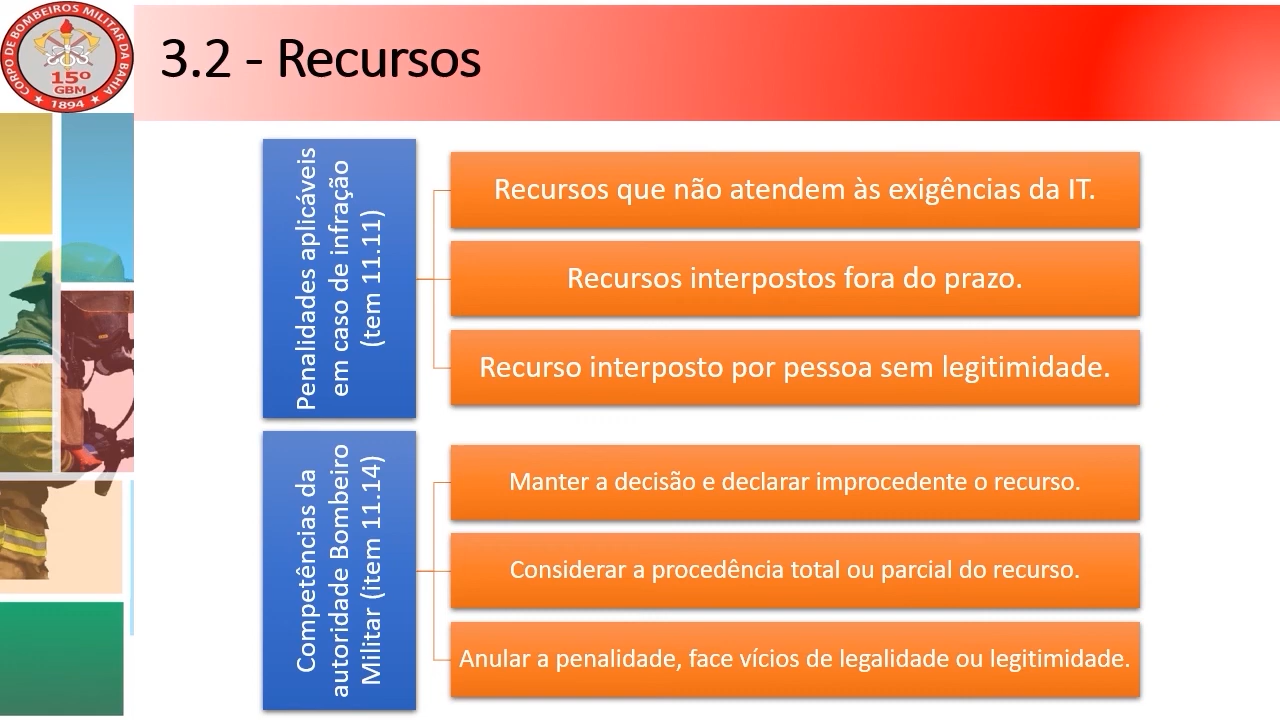 CORPO DE BOMBEIROS MILITAR DA BAHIA
15º
GBM
1894
3.2 - Recursos
Penalidades aplicáveis
em caso de infração
(tem 11.11)
Recursos que não atendem às exigências da IT.
Recursos interpostos fora do prazo.
Recurso interposto por pessoa sem legitimidade.
Competências da
autoridade Bombeiro
Militar (item 11.14)
Manter a decisão e declarar improcedente o recurso.
Considerar a procedência total ou parcial do recurso.
Anular a penalidade, face vícios de legalidade ou legitimidade.